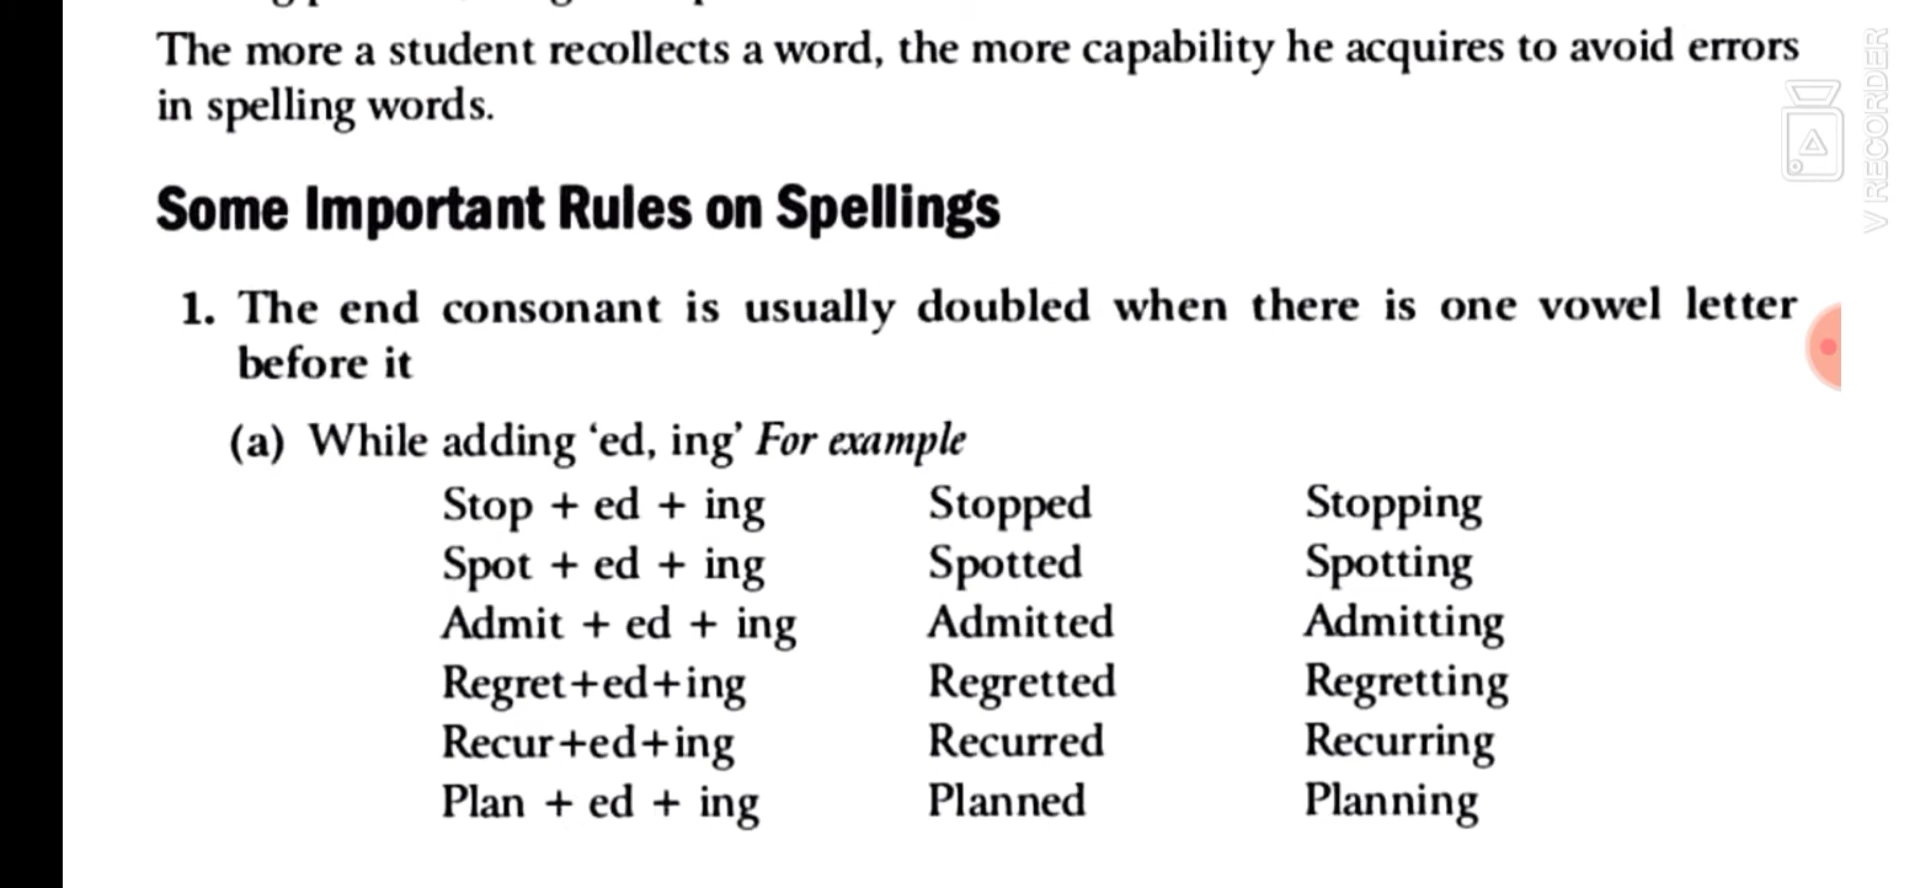 The more a student recollects a word, the more capability he acquires to avoid errors
in spelling words.
Some Important Rules on Spellings
1. The end consonant is usually doubled when there is one vowel letter
before it
(a) While adding ‘ed, ing’ For example
Stop + ed + ing Stopped Stopping
Spot + ed + ing Spotted Spotting
Admit + ed + ing Admitted Admitting
Regret+ed+ing Regretted Regretting
Recur+ed+ing Recurred Recurring
Plan + ed + ing Planned Planning
V RECORDER